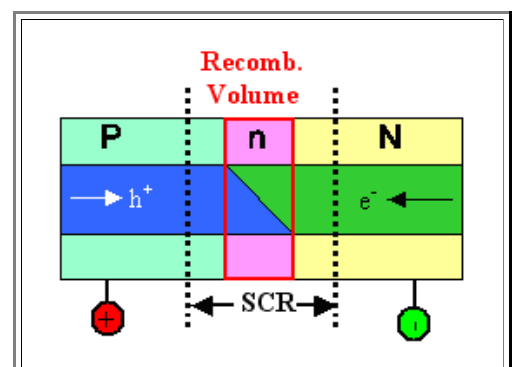 Recomb.
Volume
P n N
h+ e-
SCR
+ -